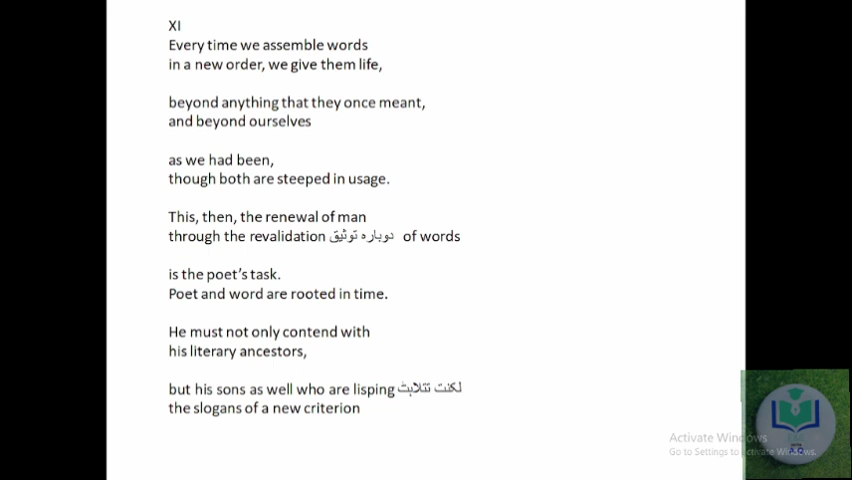 XI
Every time we assemble words
in a new order, we give them life,
beyond anything that they once meant,
and beyond ourselves
as we had been,
though both are steeped in usage.
This, then, the renewal of man
through the revalidation دوبارہ توثیق of words
is the poet's task.
Poet and word are rooted in time.
He must not only contend with
his literary ancestors,
but his sons as well who are lisping لکنت تتلاہٹ
the slogans of a new criterion
Activate Windows
Go to Settings to activate Windows.